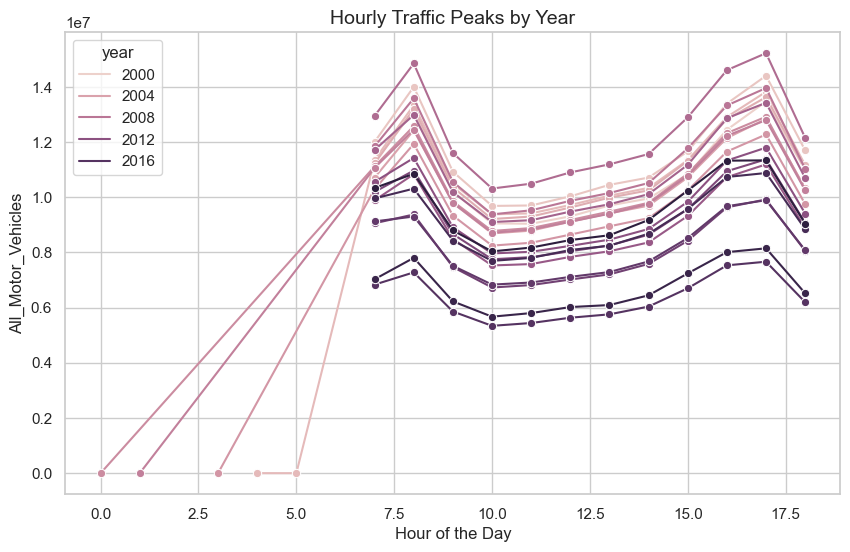 Hourly Traffic Peaks by Year
1e7
year
2000
2004
2008
2012
2016
1.4
1.2
1.0
0.8
0.6
0.4
0.2
0.0
All_Motor_Vehicles
0.0 2.5 5.0 7.5 10.0 12.5 15.0 17.5
Hour of the Day